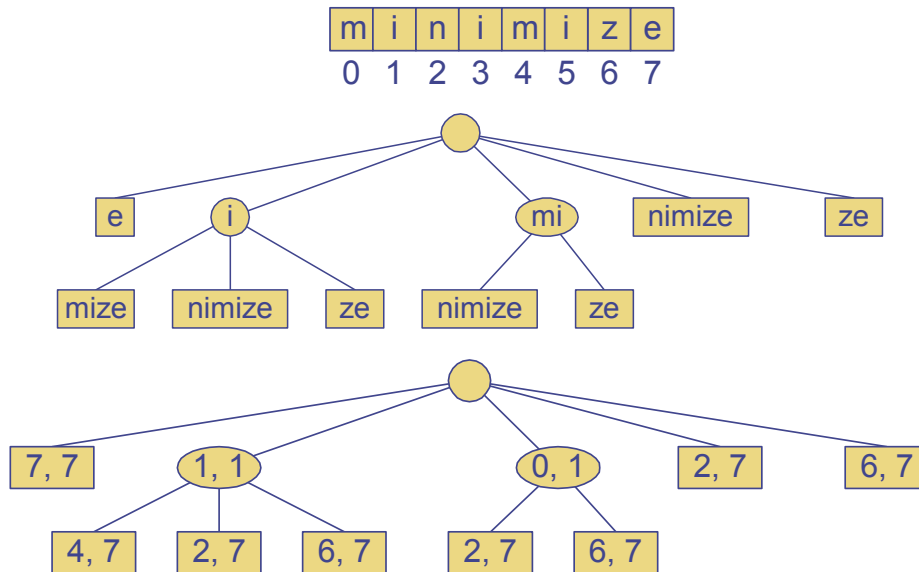 m i n i m i z e
0 1 2 3 4 5 6 7
e i mi nimize ze
mize nimize ze nimize ze
7, 7 1, 1 0, 1 2, 7 6, 7
4, 7 2, 7 6, 7 2, 7 6, 7